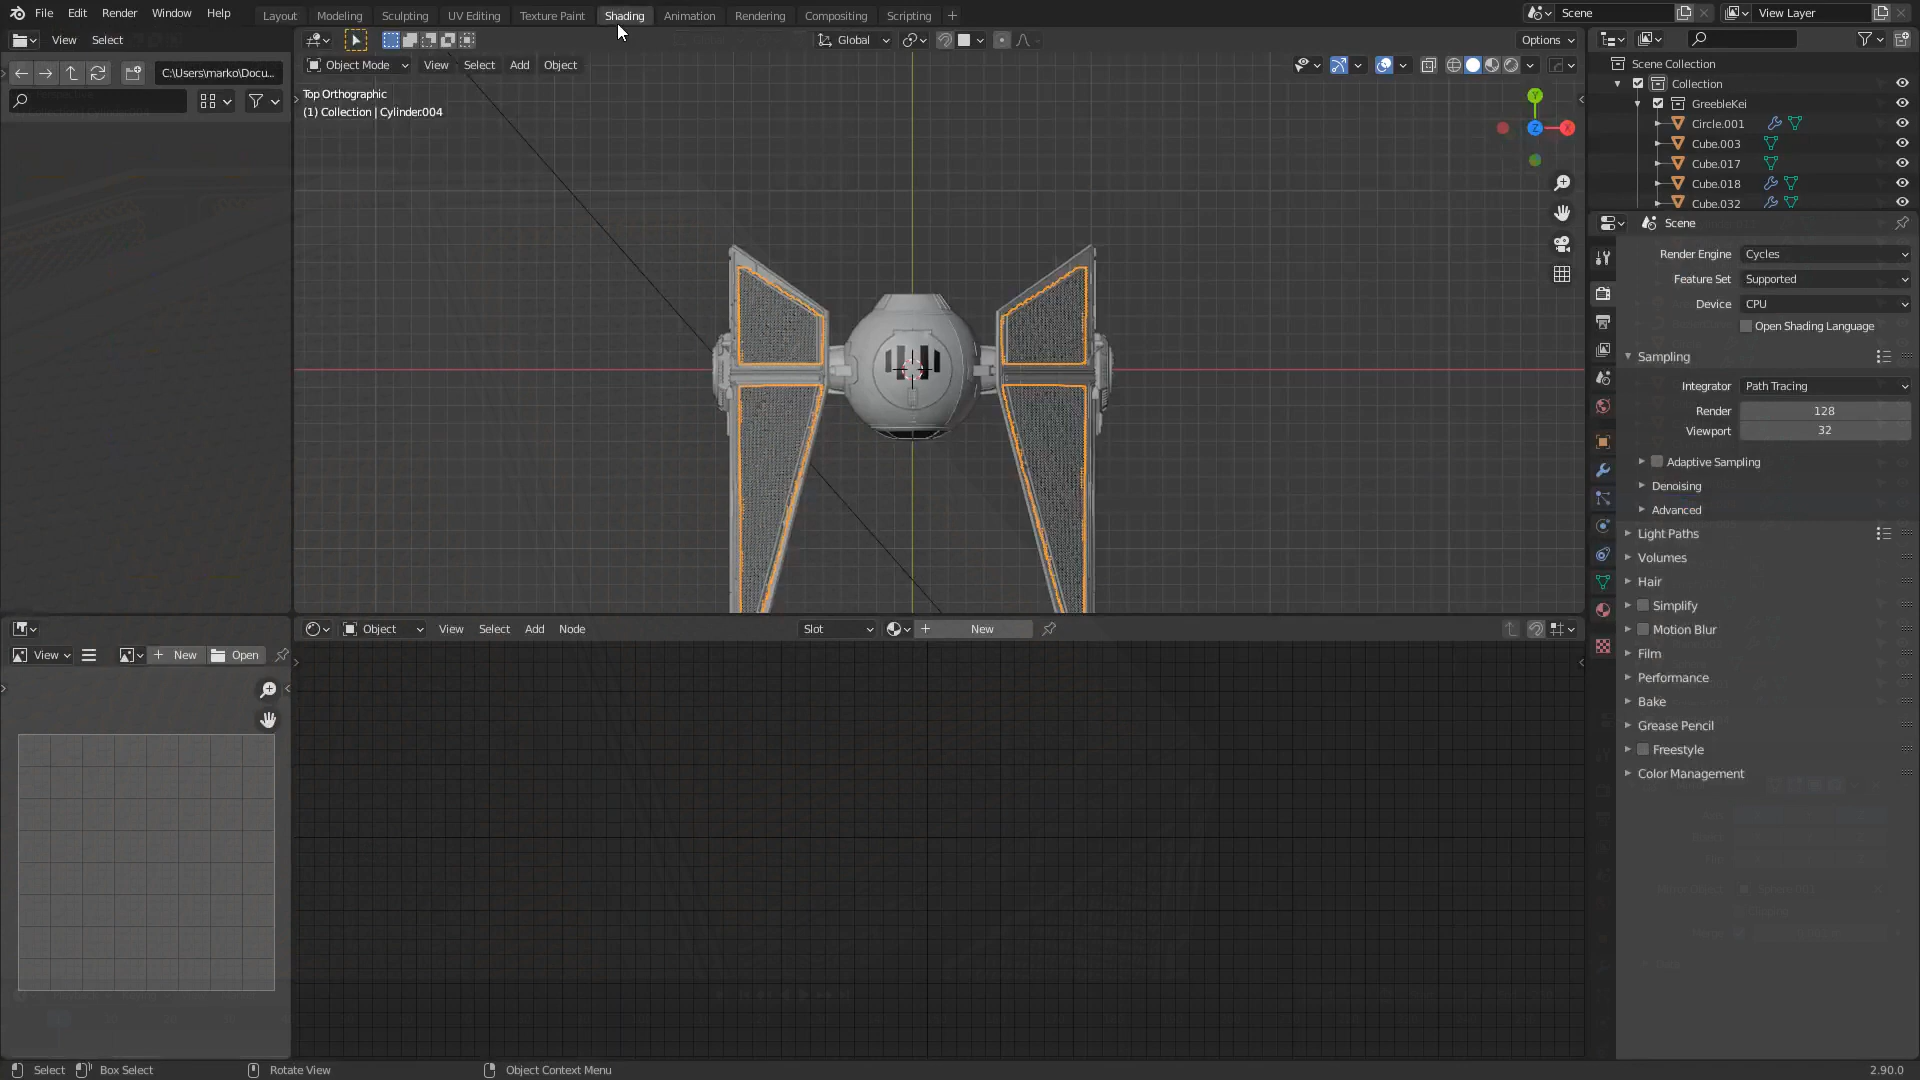 File Edit Render Window Help Layout Modeling Sculpting UV Editing Texture Paint Shading Animation Rendering Compositing Scripting + Scene View Layer
View Select Global Options
C:\Users\marko\Docu... Object Mode View Select Add Object
Scene Collection
Collection
GreebleKei
Circle.001
Cube.003
Cube.017
Cube.018
Cube.032
Top Orthographic
(1) Collection | Cylinder.004
Y
X
Z
Scene
Render Engine Cycles
Feature Set Supported
Device CPU
Open Shading Language
Sampling
Integrator Path Tracing
Render 128
Viewport 32
Adaptive Sampling
Denoising
Advanced
Light Paths
Volumes
Hair
Simplify
Motion Blur
Film
Performance
Bake
Grease Pencil
Freestyle
Color Management
Object View Select Add Node Slot + New
View + New Open
Select Box Select Rotate View Object Context Menu 2.90.0